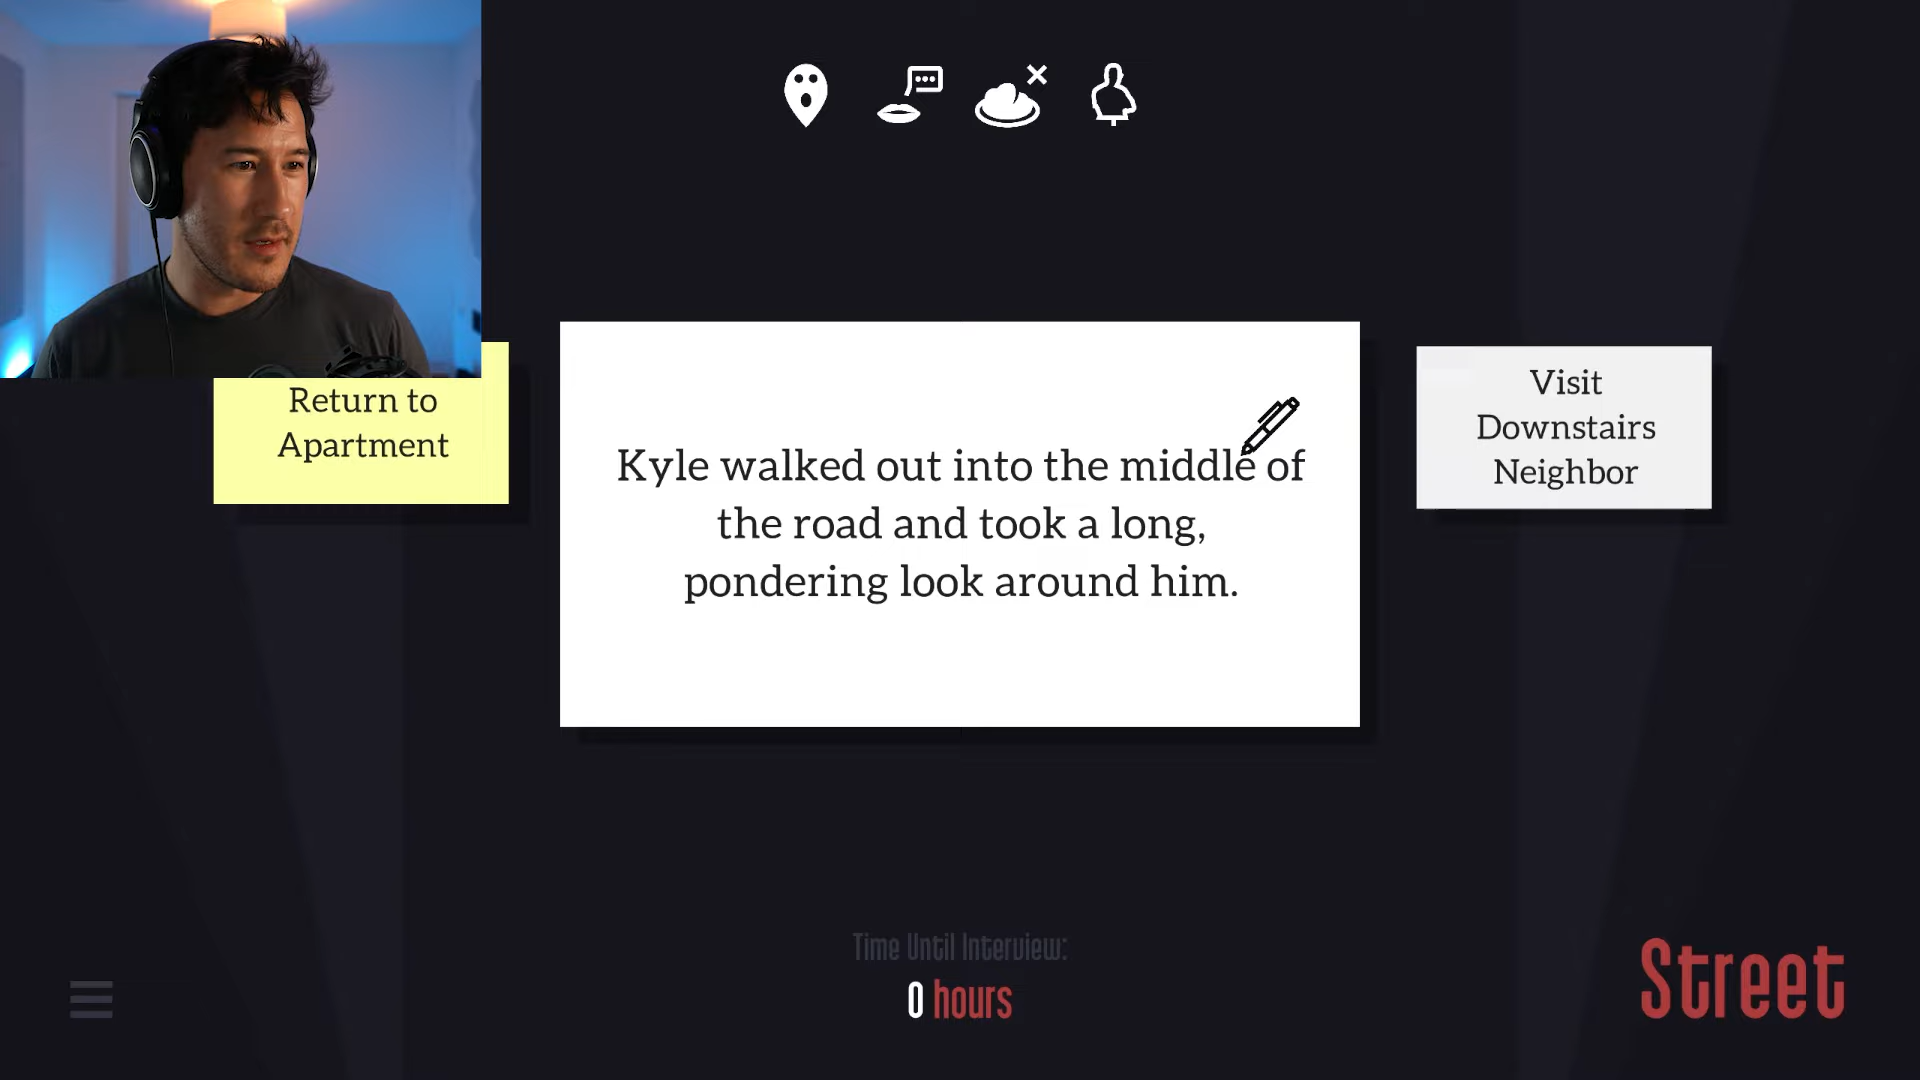 Return to
Apartment
Kyle walked out into the middle of
the road and took a long,
pondering look around him.
Visit
Downstairs
Neighbor
Time Until Interview:
0 hours
Street